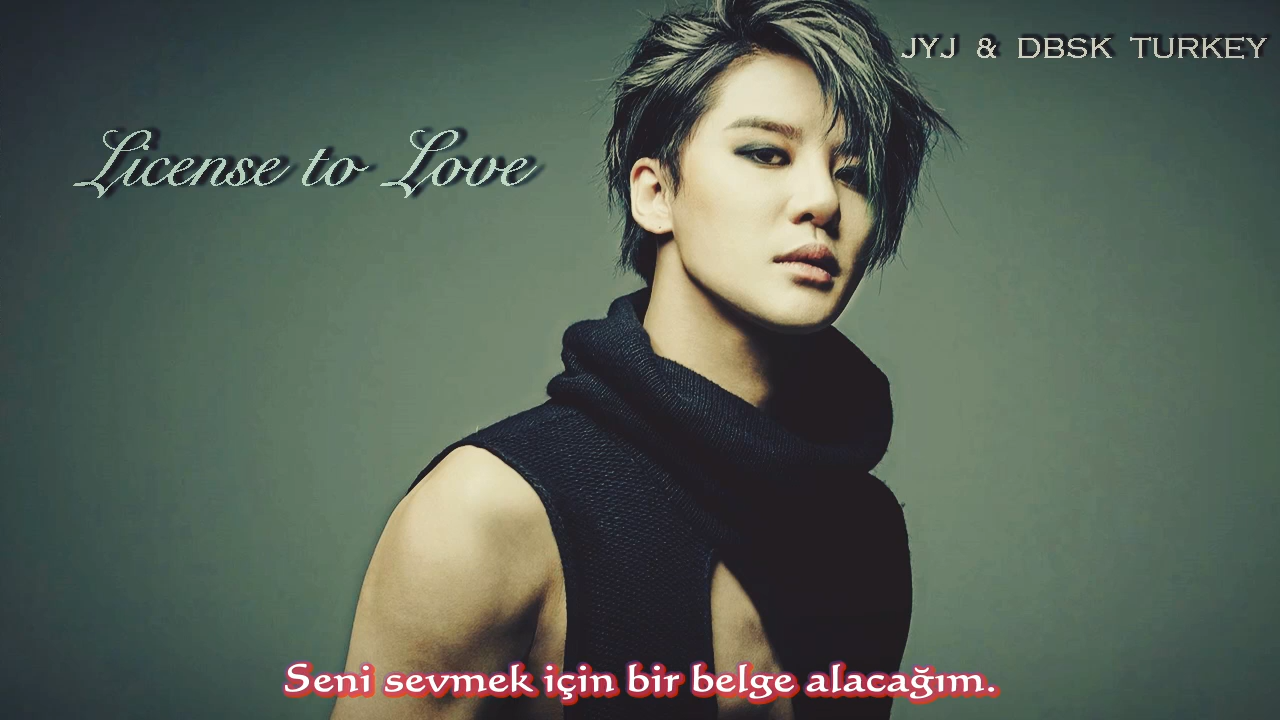 JYJ & DBSK TURKEY
License to Love
Seni sevmek için bir belge alacağım.